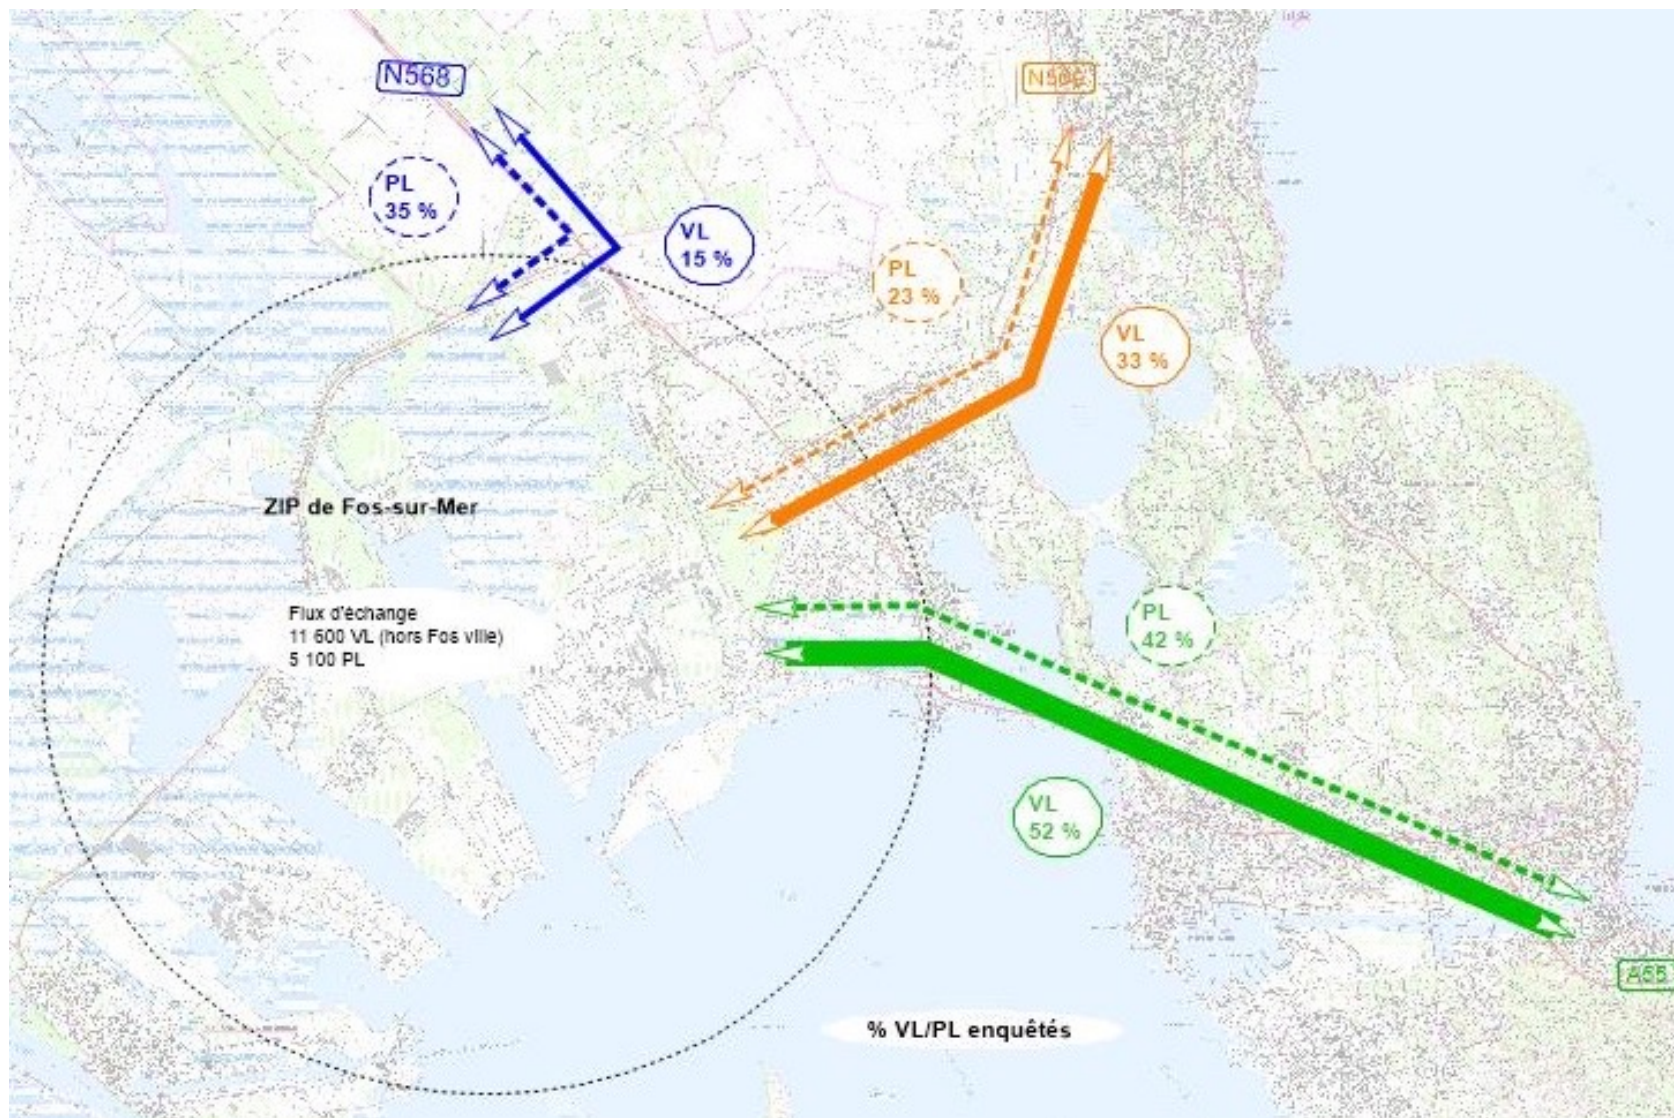 N568
PL
35 %
VL
15 %
PL
23 %
VL
33 %
ZIP de Fos-sur-Mer
Flux d'échange
11 600 VL (hors Fos ville)
5 100 PL
PL
42 %
VL
52 %
A55
% VL/PL enquêtés